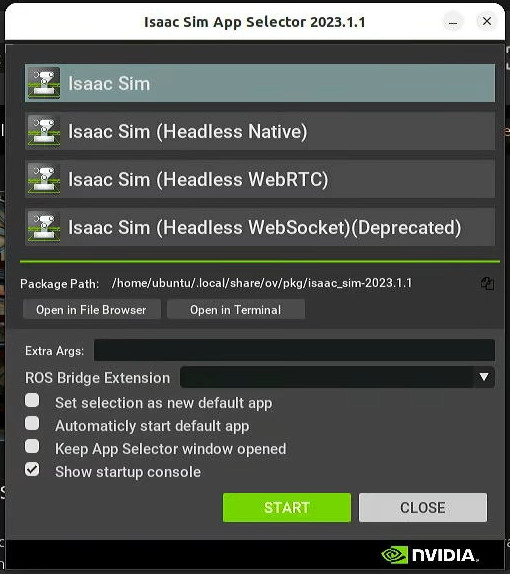 Isaac Sim App Selector 2023.1.1
Isaac Sim
Isaac Sim (Headless Native)
Isaac Sim (Headless WebRTC)
Isaac Sim (Headless WebSocket)(Deprecated)
Package Path: /home/ubuntu/.local/share/ov/pkg/isaac_sim-2023.1.1
Open in File Browser Open in Terminal
Extra Args:
ROS Bridge Extension
Set selection as new default app
Automaticly start default app
Keep App Selector window opened
Show startup console
START CLOSE
NVIDIA.